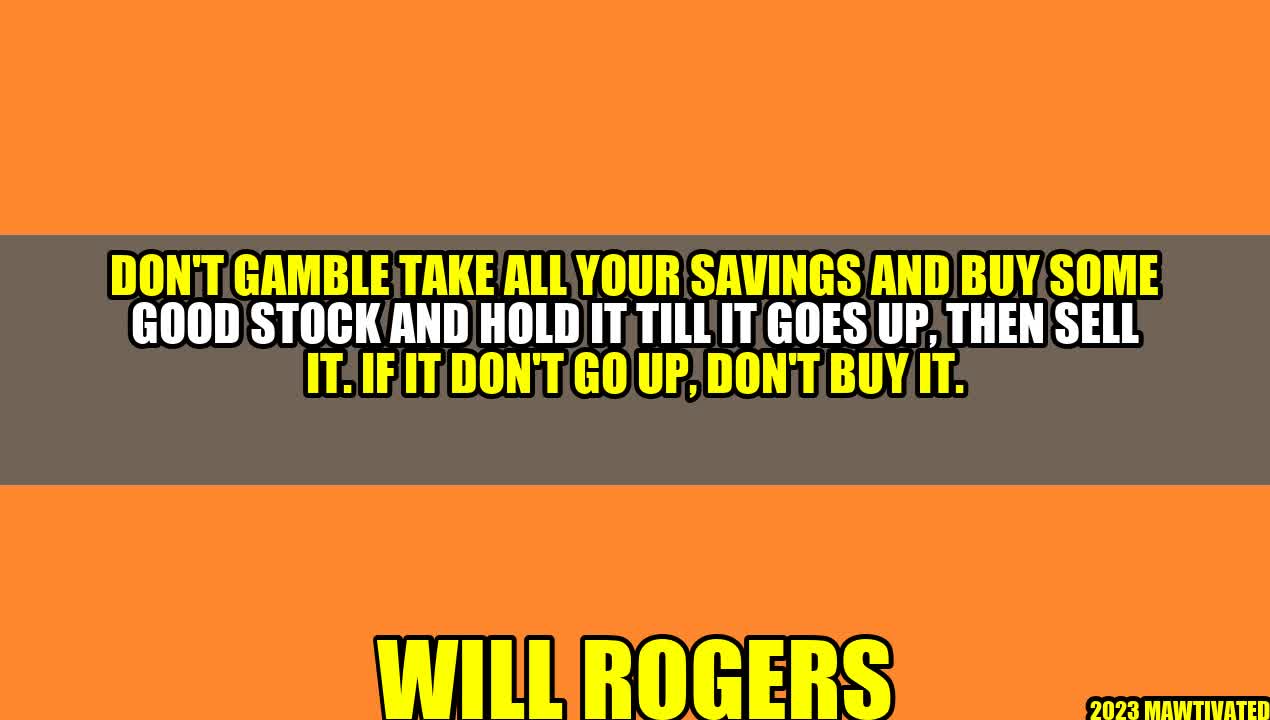 DON'T GAMBLE TAKE ALL YOUR SAVINGS AND BUY SOME
GOOD STOCK AND HOLD IT TILL IT GOES UP, THEN SELL
IT. IF IT DON'T GO UP, DON'T BUY IT.
WILL ROGERS
2023 MAWTIVATED